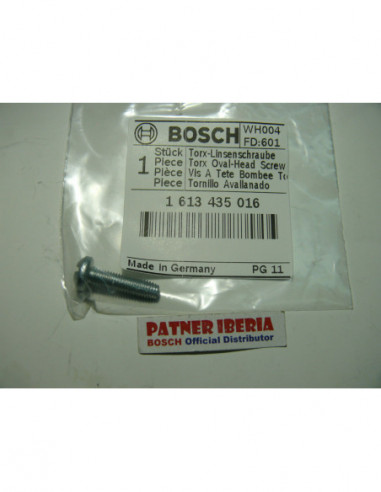 BOSCH
WH004
FD:601
1
Stück Torx-Linsenschraube
Piece Torx Oval-Head Screw
Pièce Vis A Tete Bombee
Piece Tornillo Avallanado
1 613 435 016
Made In Germany PG 11
PATNER IBERIA
BOSCH Official Distributor